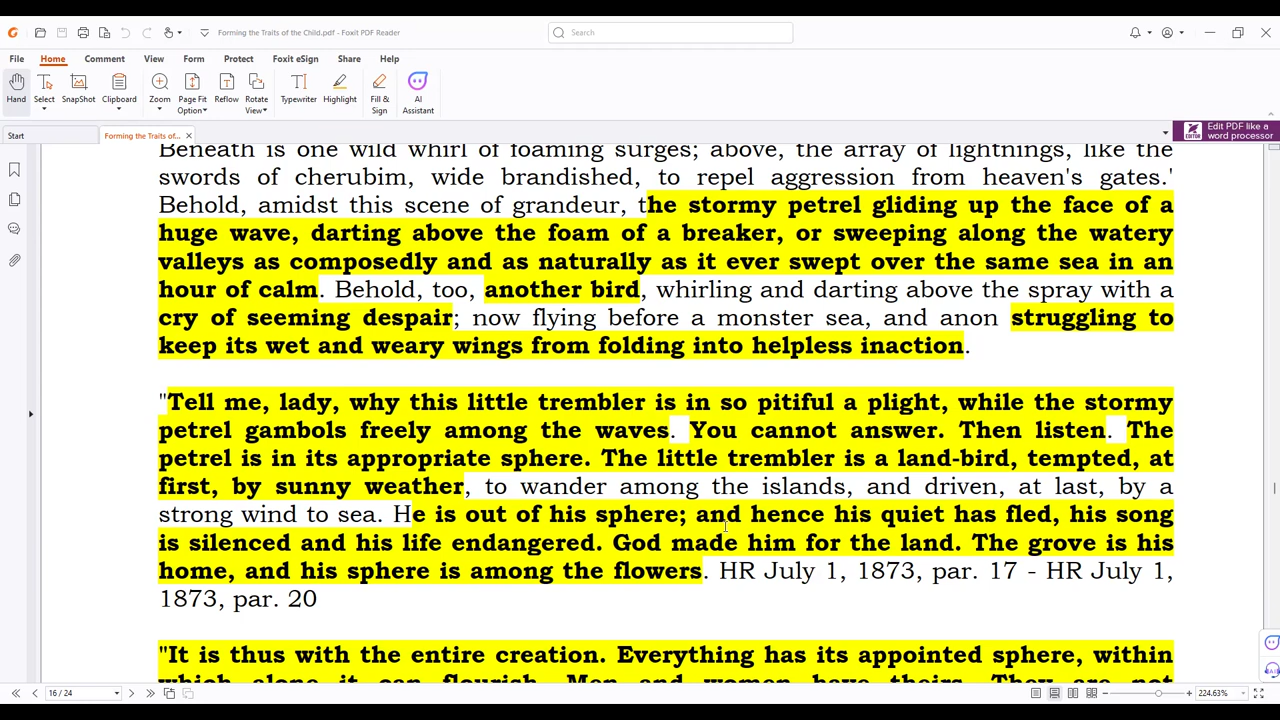 Forming the Traits of the Child.pdf - Foxit PDF Reader
Search
File Home Comment View Form Protect Foxit eSign Share Help
Hand Select SnapShot Clipboard Zoom Page Fit Option Reflow Rotate View Typewriter Highlight Fill & Sign AI Assistant
Start Forming the Traits of... Edit PDF like a word processor
Beneath is one wild whirl of foaming surges; above, the array of lightnings, like the
swords of cherubim, wide brandished, to repel aggression from heaven's gates.'
Behold, amidst this scene of grandeur, the stormy petrel gliding up the face of a
huge wave, darting above the foam of a breaker, or sweeping along the watery
valleys as composedly and as naturally as it ever swept over the same sea in an
hour of calm. Behold, too, another bird, whirling and darting above the spray with a
cry of seeming despair; now flying before a monster sea, and anon struggling to
keep its wet and weary wings from folding into helpless inaction.
"Tell me, lady, why this little trembler is in so pitiful a plight, while the stormy
petrel gambols freely among the waves. You cannot answer. Then listen. The
petrel is in its appropriate sphere. The little trembler is a land-bird, tempted, at
first, by sunny weather, to wander among the islands, and driven, at last, by a
strong wind to sea. He is out of his sphere; and hence his quiet has fled, his song
is silenced and his life endangered. God made him for the land. The grove is his
home, and his sphere is among the flowers. HR July 1, 1873, par. 17 - HR July 1,
1873, par. 20
"It is thus with the entire creation. Everything has its appointed sphere, within
which alone it can flourish. Men and women have theirs. They are not
16 / 24 224.63%